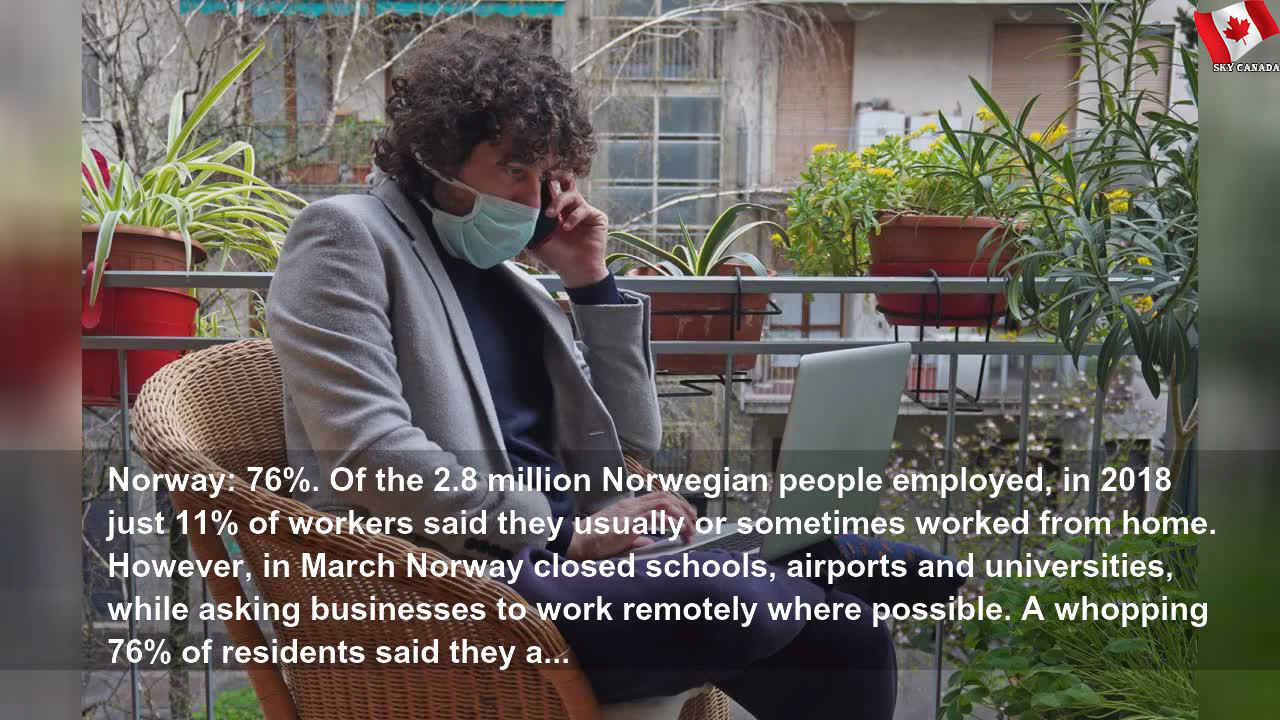 SKY CANADA
Norway: 76%. Of the 2.8 million Norwegian people employed, in 2018
just 11% of workers said they usually or sometimes worked from home.
However, in March Norway closed schools, airports and universities,
while asking businesses to work remotely where possible. A whopping
76% of residents said they a...